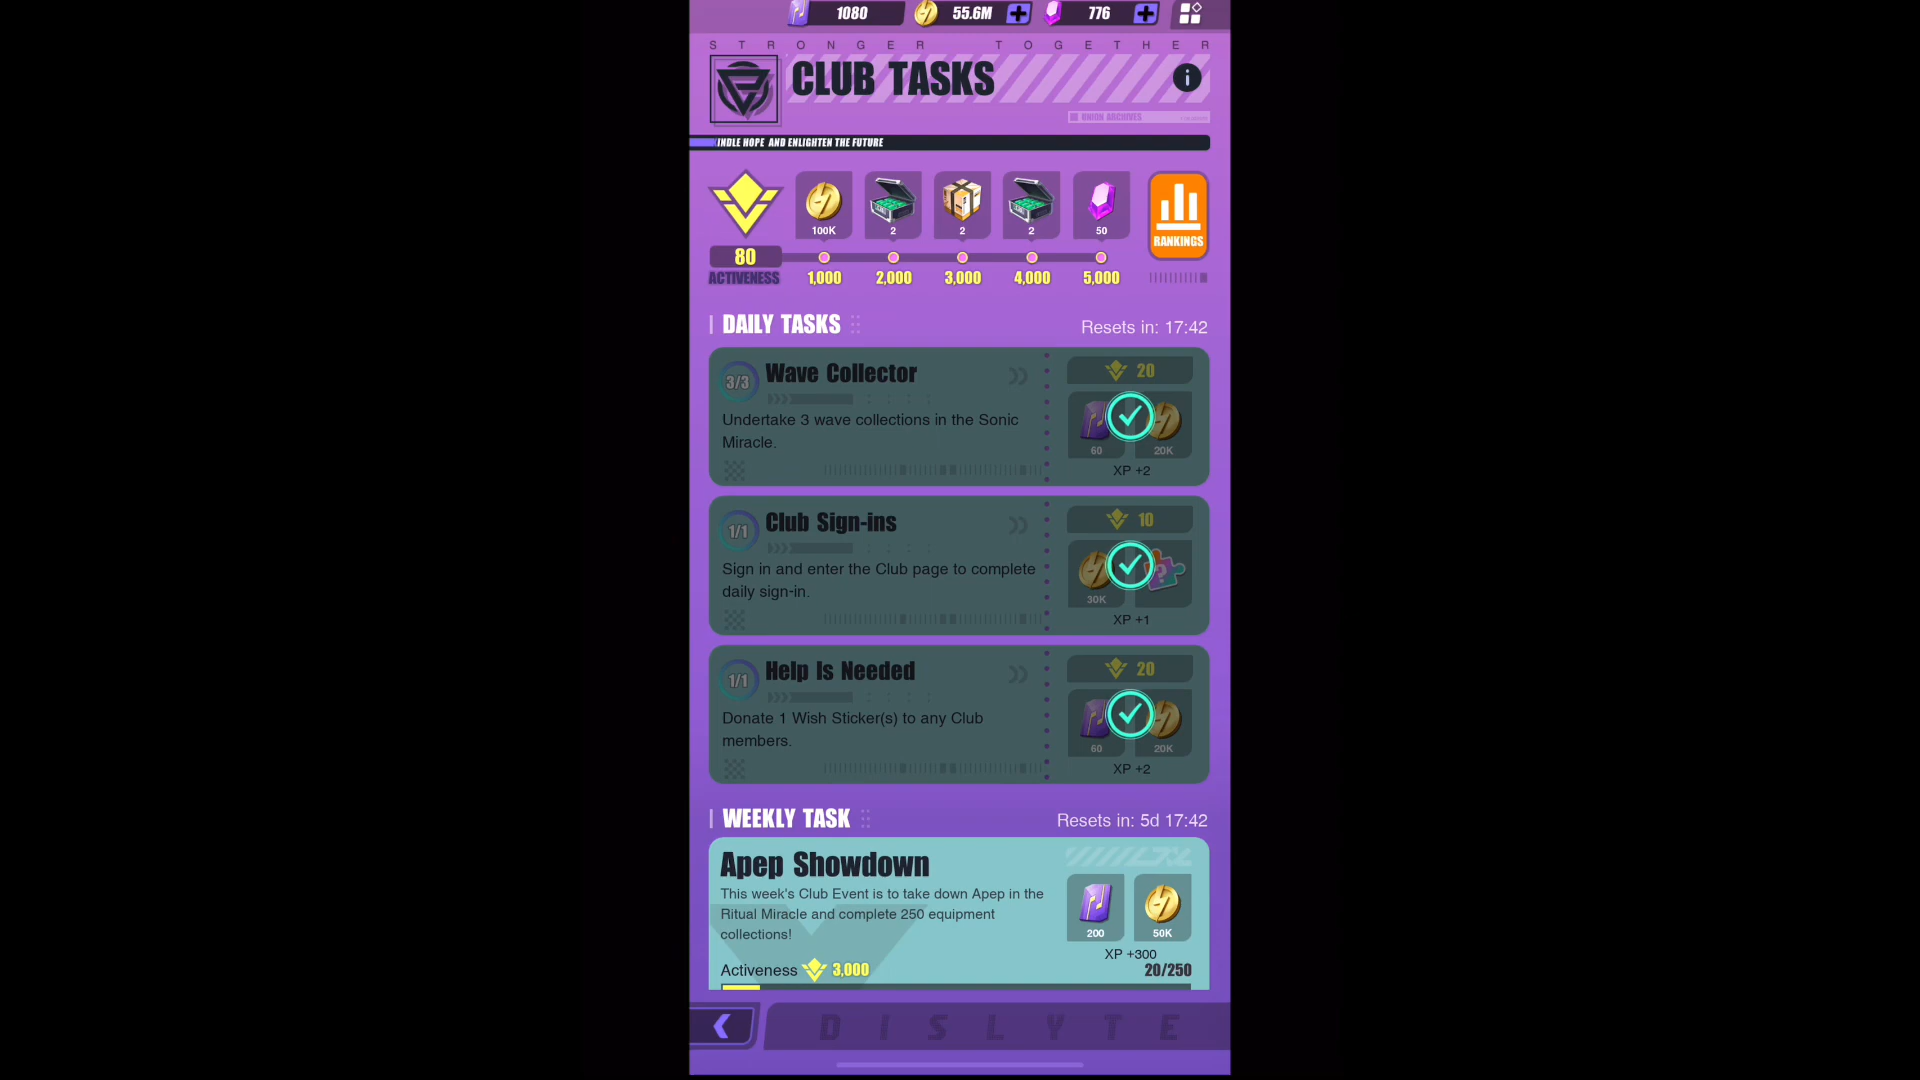 1080
55.6M
776
STRONGER TOGETHER
CLUB TASKS
UNION ARCHIVES
INDLE HOPE AND ENLIGHTEN THE FUTURE
100K
2
2
2
50
RANKINGS
80
ACTIVENESS
1,000
2,000
3,000
4,000
5,000
DAILY TASKS
Resets in: 17:42
3/3
Wave Collector
20
Undertake 3 wave collections in the Sonic
Miracle.
60
20K
XP +2
1/1
Club Sign-ins
10
Sign in and enter the Club page to complete
daily sign-in.
30K
XP +1
1/1
Help Is Needed
20
Donate 1 Wish Sticker(s) to any Club
members.
60
20K
XP +2
WEEKLY TASK
Resets in: 5d 17:42
Apep Showdown
This week's Club Event is to take down Apep in the
Ritual Miracle and complete 250 equipment
collections!
200
50K
XP +300
Activeness 3,000
20/250
DISLYTE